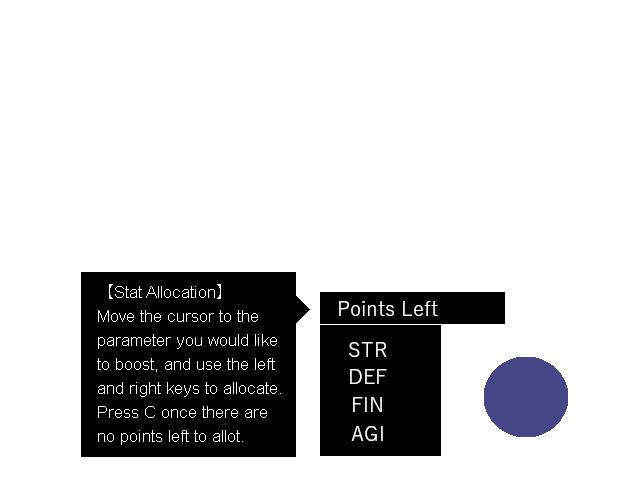 【Stat Allocation】
Move the cursor to the
parameter you would like
to boost, and use the left
and right keys to allocate.
Press C once there are
no points left to allot.
Points Left
STR
DEF
FIN
AGI